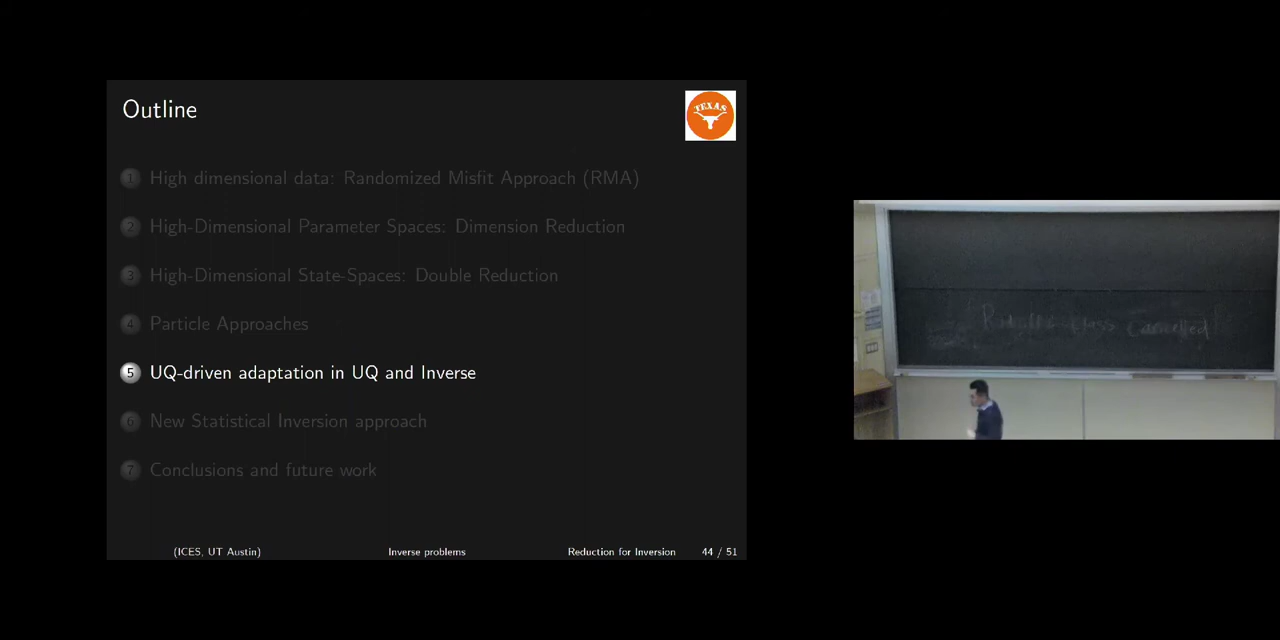 Outline
TEXAS
1 High dimensional data: Randomized Misfit Approach (RMA)
2 High-Dimensional Parameter Spaces: Dimension Reduction
3 High-Dimensional State-Spaces: Double Reduction
4 Particle Approaches
5 UQ-driven adaptation in UQ and Inverse
6 New Statistical Inversion approach
7 Conclusions and future work
(ICES, UT Austin) Inverse problems Reduction for Inversion 44 / 51
class cancelled